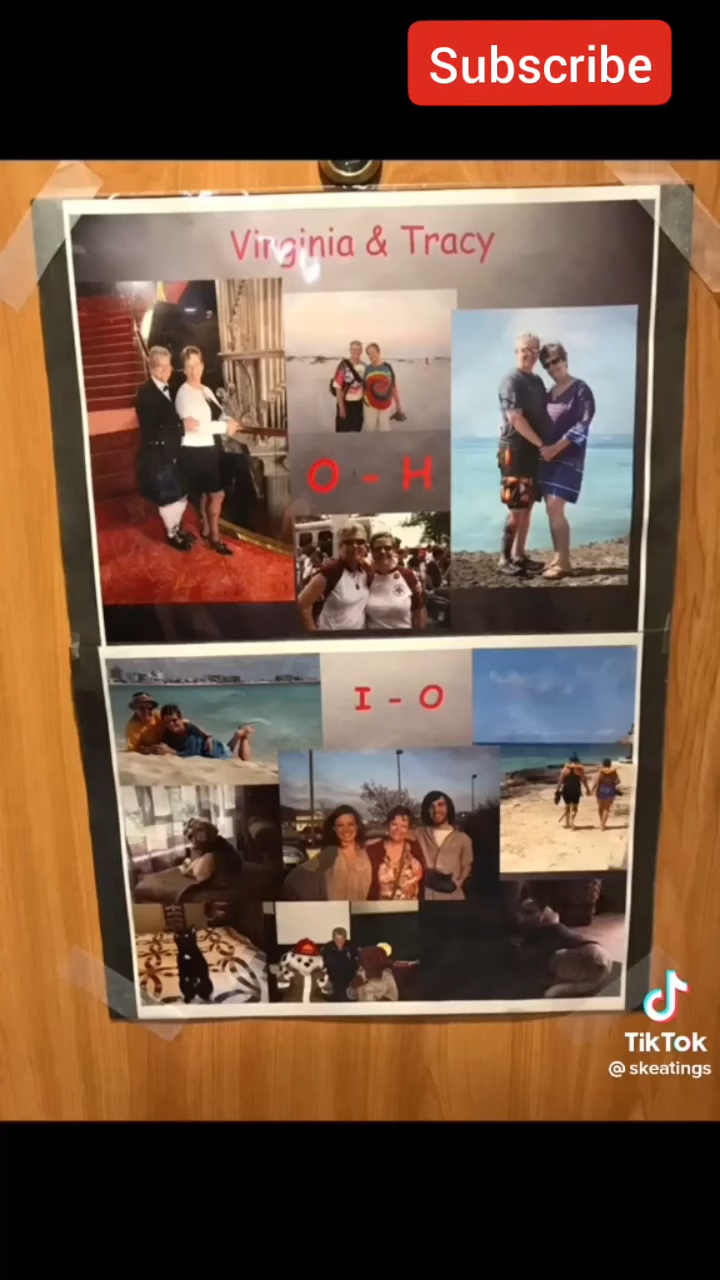 Subscribe
Virginia & Tracy
O - H
I - O
TikTok
@skeatings